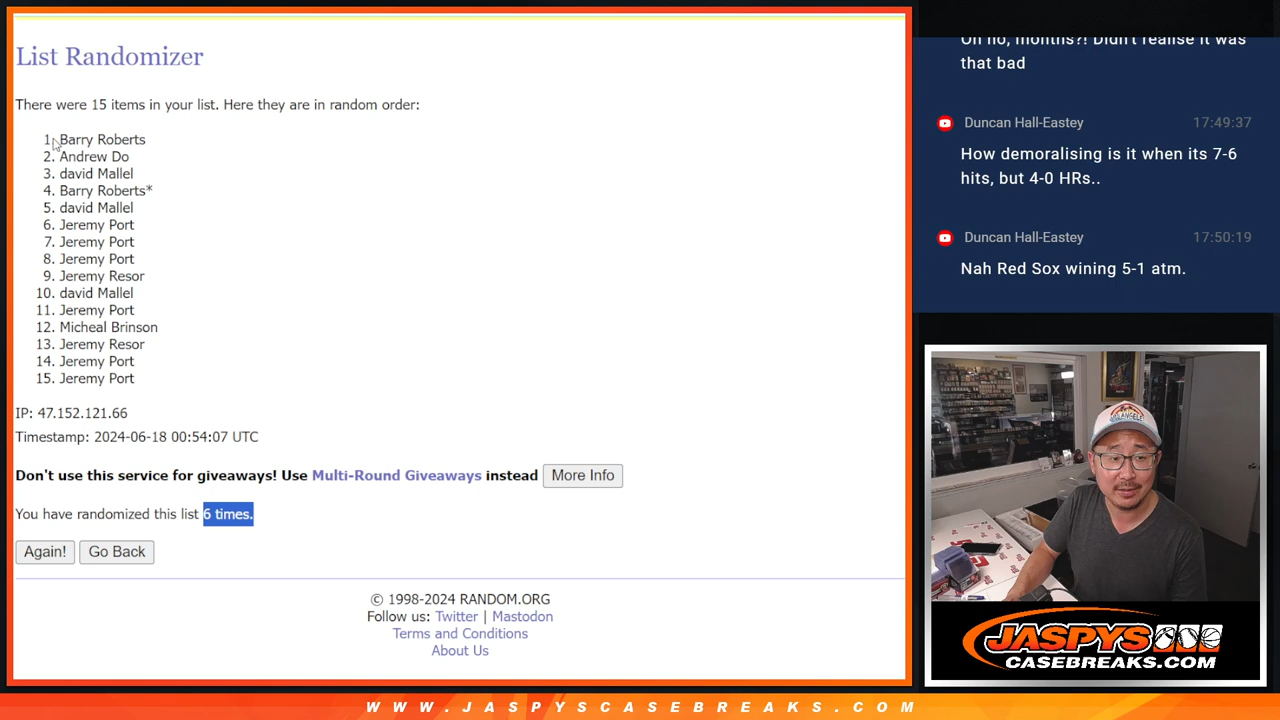 List Randomizer
There were 15 items in your list. Here they are in random order:
1. Barry Roberts
2. Andrew Do
3. david Mallel
4. Barry Roberts*
5. david Mallel
6. Jeremy Port
7. Jeremy Port
8. Jeremy Port
9. Jeremy Resor
10. david Mallel
11. Jeremy Port
12. Micheal Brinson
13. Jeremy Resor
14. Jeremy Port
15. Jeremy Port
IP: 47.152.121.66
Timestamp: 2024-06-18 00:54:07 UTC
Don't use this service for giveaways! Use Multi-Round Giveaways instead More Info
You have randomized this list 6 times.
Again! Go Back
© 1998-2024 RANDOM.ORG
Follow us: Twitter | Mastodon
Terms and Conditions
About Us
Oh no, months?! Didn't realise it was
that bad
Duncan Hall-Eastey 17:49:37
How demoralising is it when its 7-6
hits, but 4-0 HRs..
Duncan Hall-Eastey 17:50:19
Nah Red Sox wining 5-1 atm.
JASPYS
CASEBREAKS.COM
WWW.JASPYSCASEBREAKS.COM